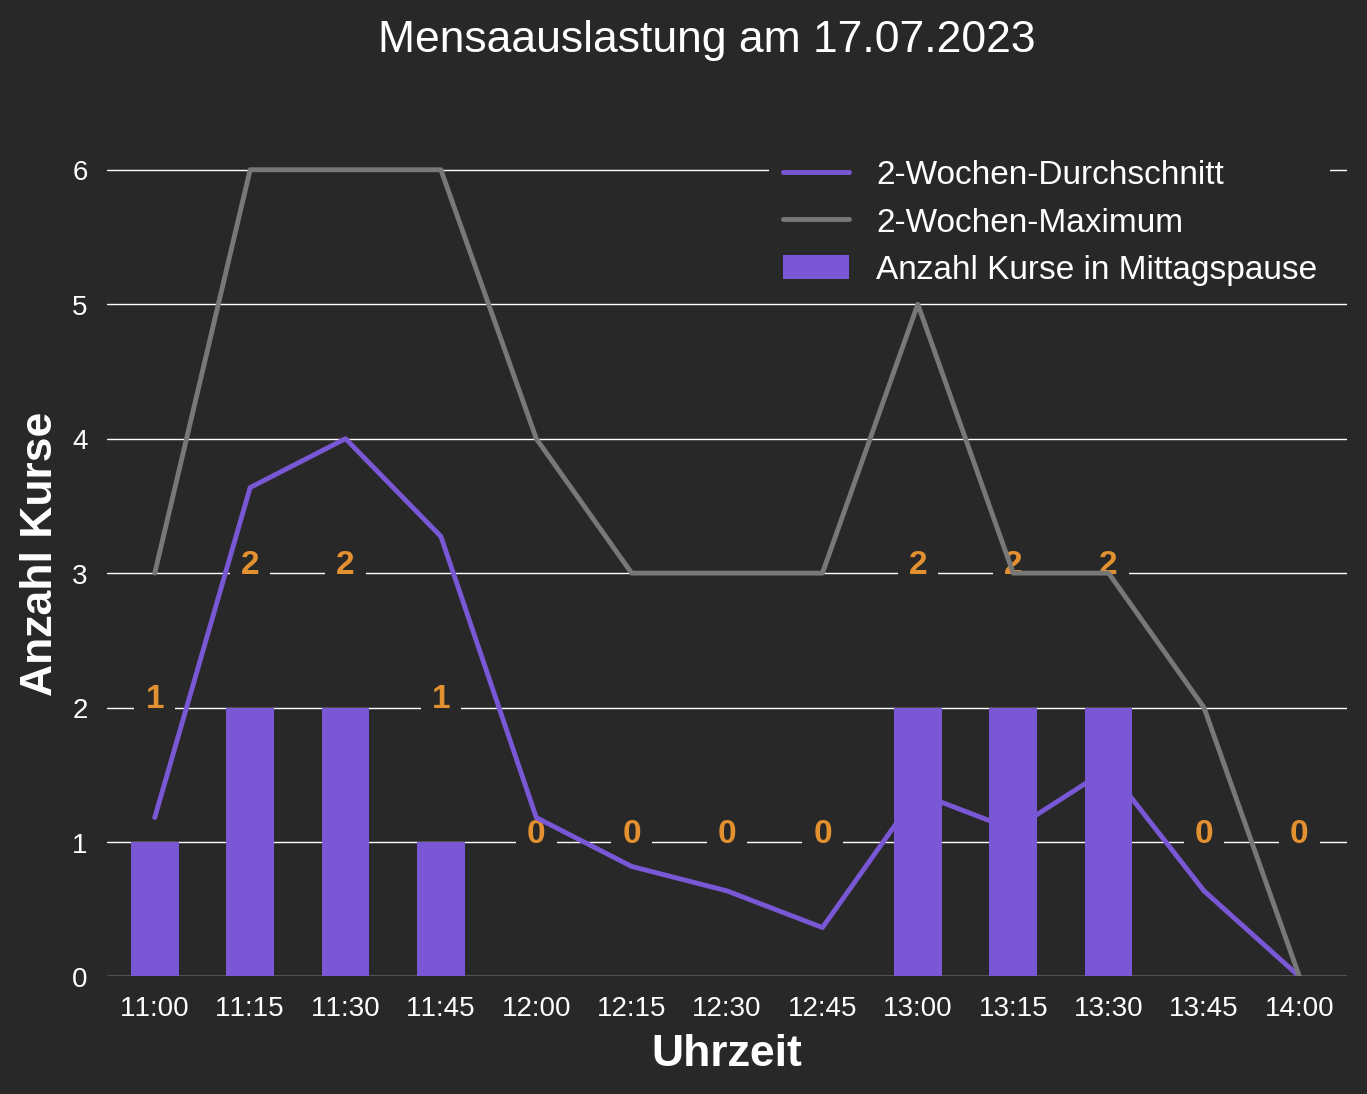 Mensaauslastung am 17.07.2023
2-Wochen-Durchschnitt
2-Wochen-Maximum
Anzahl Kurse in Mittagspause
Anzahl Kurse
6
5
4
3
2
1
0
1
2
2
1
0
0
0
0
2
2
2
0
0
11:00 11:15 11:30 11:45 12:00 12:15 12:30 12:45 13:00 13:15 13:30 13:45 14:00
Uhrzeit